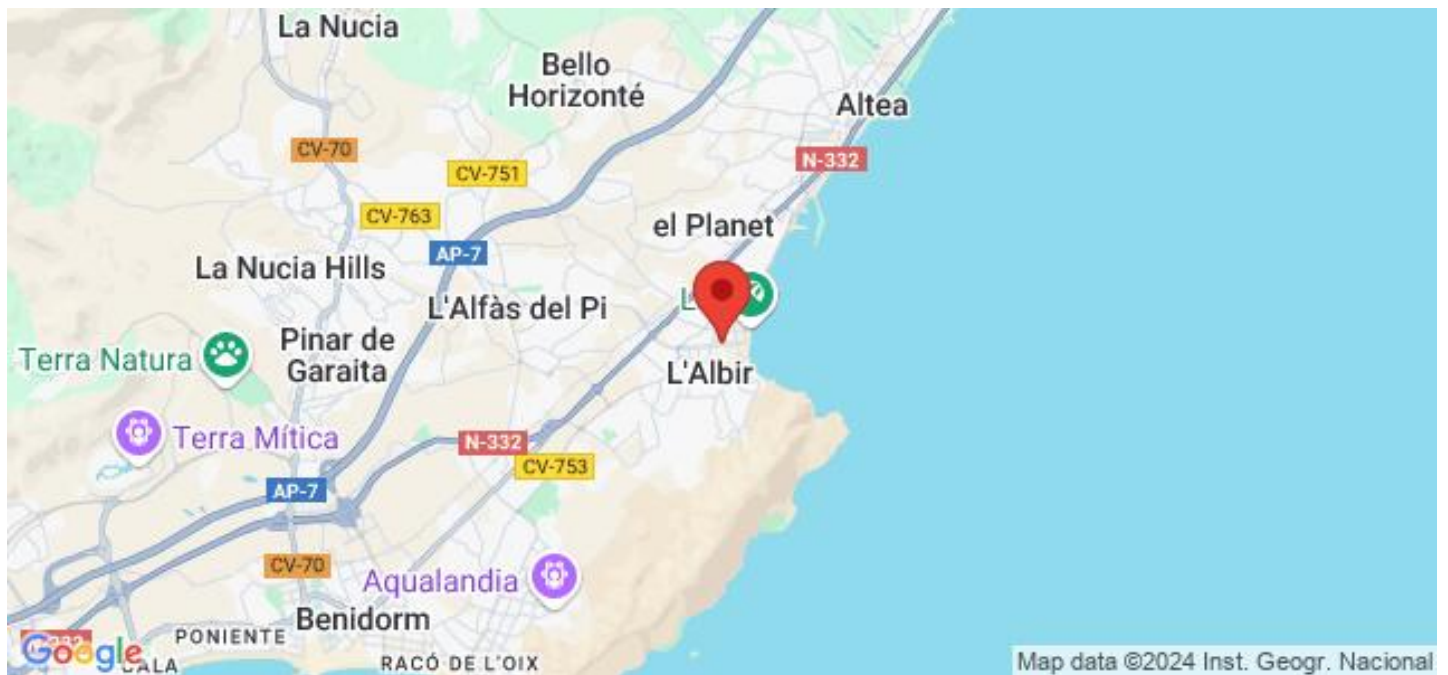 La Nucia
Bello
Horizonté
Altea
CV-70
N-332
CV-751
CV-763
el Planet
AP-7
La Nucia Hills
L'Alfàs del Pi
Pinar de
Garaita
Terra Natura
L'Albir
Terra Mítica
N-332
CV-753
AP-7
CV-70
Aqualandia
Benidorm
PONIENTE
Google
CALA
RACÓ DE L'OIX
Map data ©2024 Inst. Geogr. Nacional